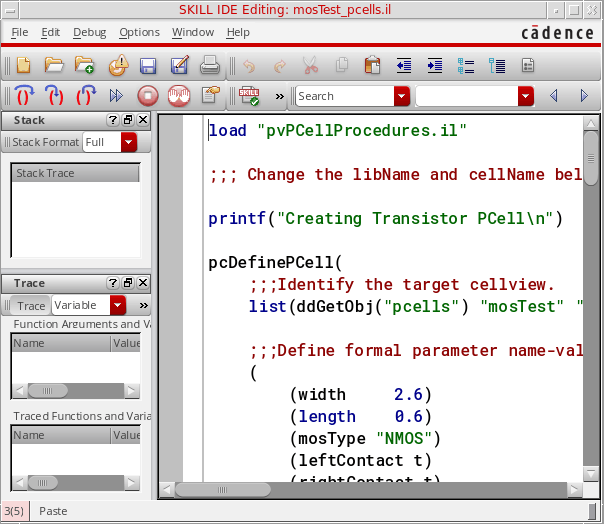 SKILL IDE Editing: mosTest_pcells.il
File Edit Debug Options Window Help
cādence
SKILL
Search
Stack
Stack Format Full
Stack Trace
Trace
Trace Variable
Function Arguments and Va
Name Value
Traced Functions and Varia
Name Value
load "pvPCellProcedures.il"
;;; Change the libName and cellName bel
printf("Creating Transistor PCell\n")
pcDefinePCell(
;;;Identify the target cellview.
list(ddGetObj("pcells") "mosTest" "
;;;Define formal parameter name-val
(
(width 2.6)
(length 0.6)
(mosType "NMOS")
(leftContact t)
(rightContact t)
3(5) Paste